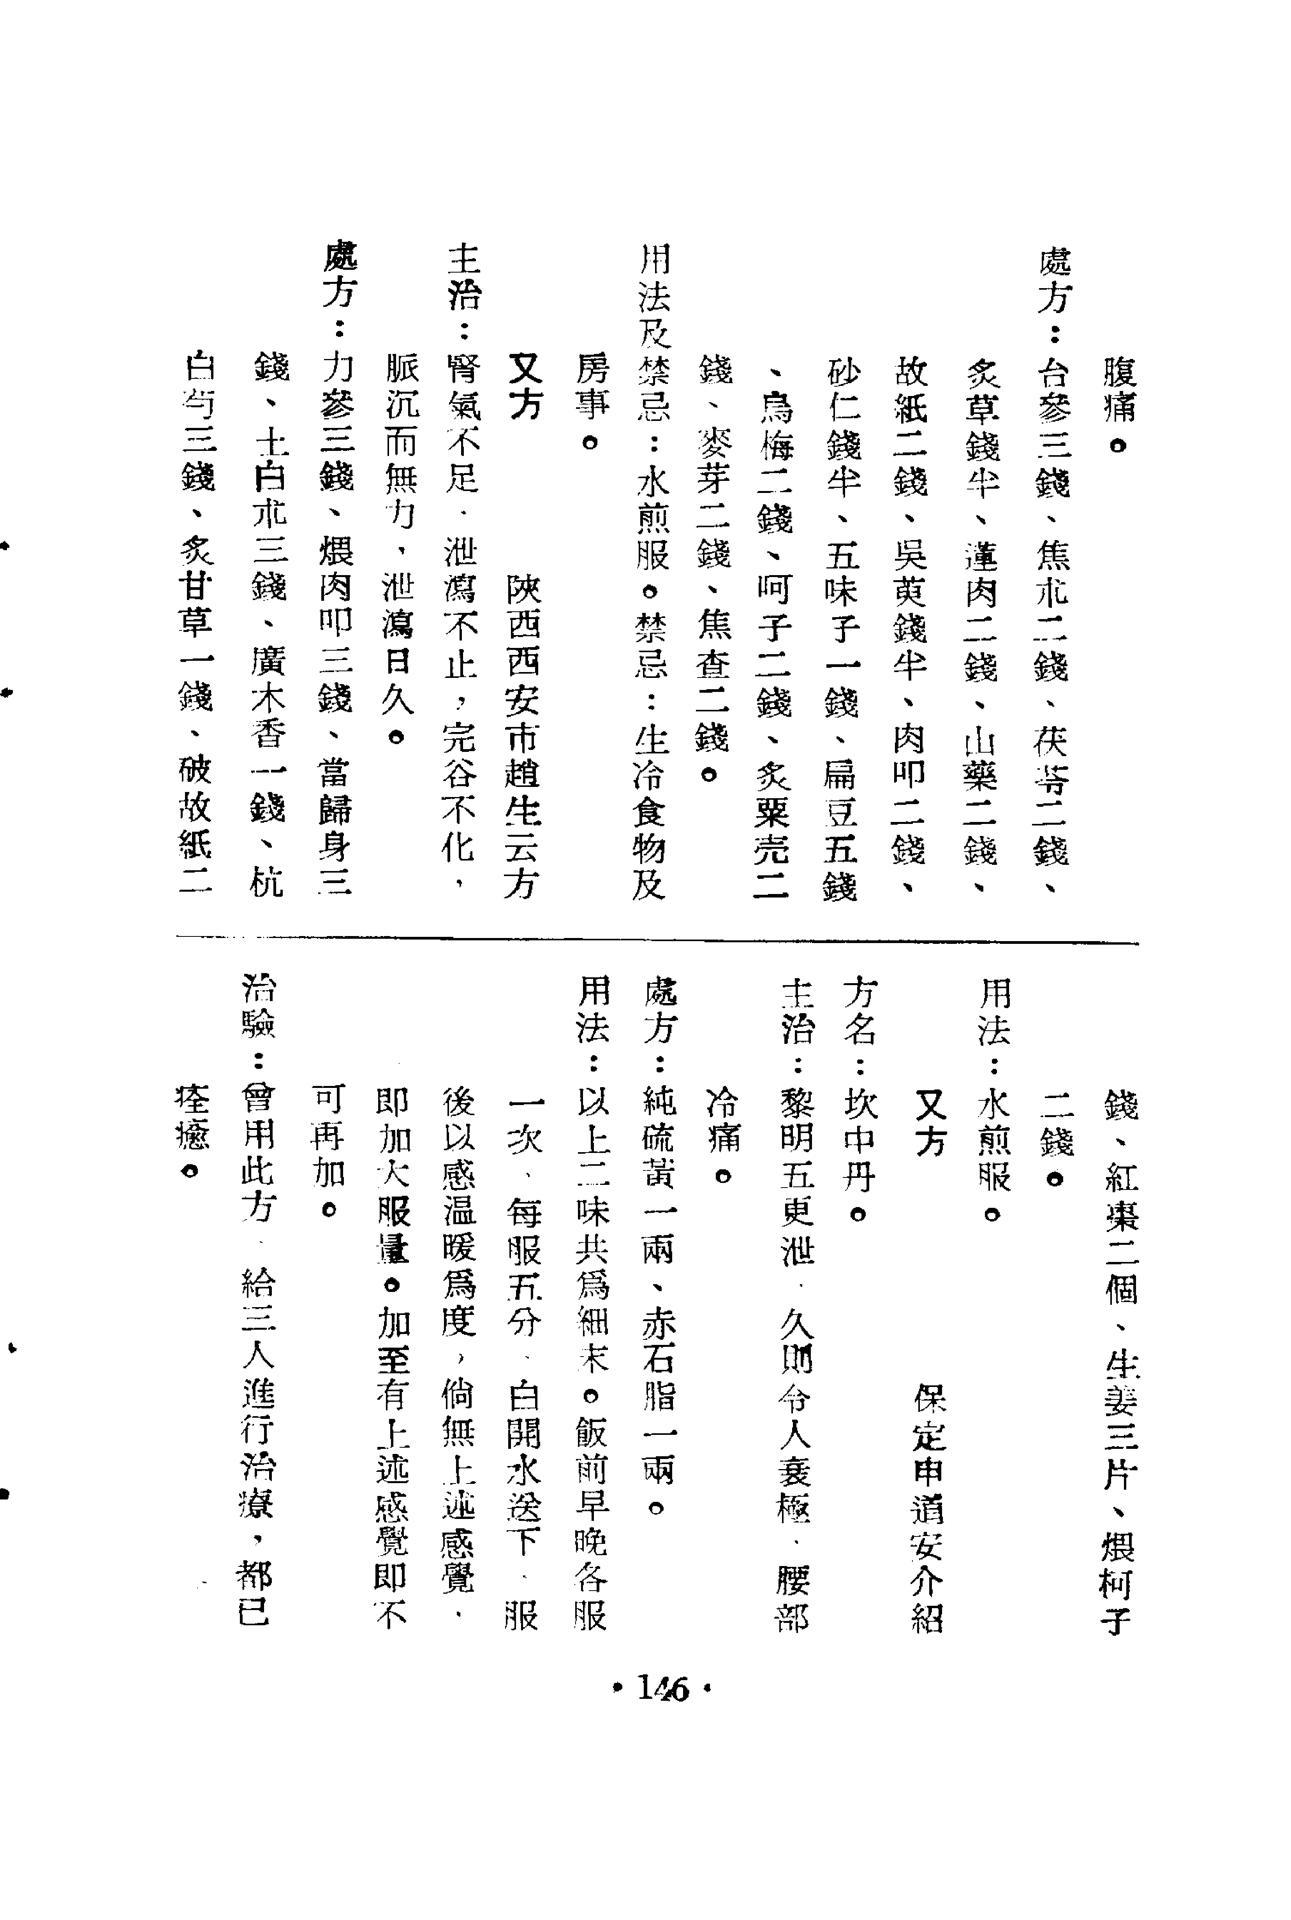 腹痛。
處方：台參三錢、焦朮二錢、茯苓二錢、
炙草錢半、蓮肉二錢、山藥二錢、
故紙二錢、吳萸錢半、肉叩二錢、
砂仁錢半、五味子一錢、扁豆五錢
、烏梅二錢、呵子二錢、炙粟壳二
錢、麥芽二錢、焦查二錢。
用法及禁忌：水煎服。禁忌：生冷食物及
房事。
又方　陝西西安市趙生云方
主治：腎氣不足，泄瀉不止，完谷不化，
脈沉而無力，泄瀉日久。
處方：力參三錢、煨肉叩三錢、當歸身三
錢、土白朮三錢、廣木香一錢、杭
白芍三錢、炙甘草一錢、破故紙二
錢、紅棗二個、生姜三片、煨柯子
二錢。
用法：水煎服。
又方　保定申道安介紹
方名：坎中丹。
主治：黎明五更泄，久則令人衰極，腰部
冷痛。
處方：純硫黃一兩、赤石脂一兩。
用法：以上二味共爲細末。飯前早晚各服
一次，每服五分，白開水送下，服
後以感温暖爲度，倘無上述感覺，
即加大服量。加至有上述感覺即不
可再加。
治驗：曾用此方，給三人進行治療，都已
痊癒。
·146·